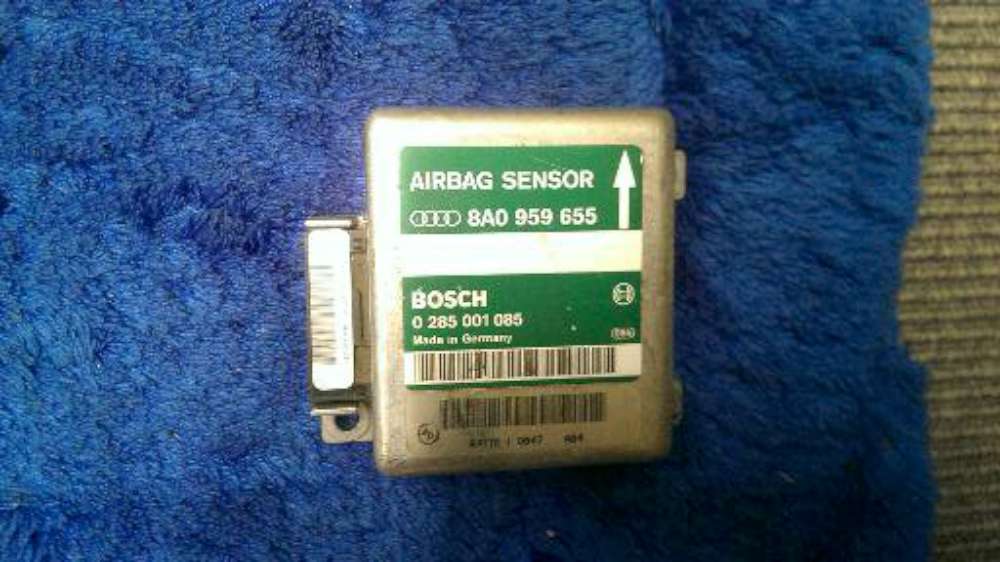 AIRBAG SENSOR
8A0 959 655
BOSCH
0 285 001 085
Made in Germany